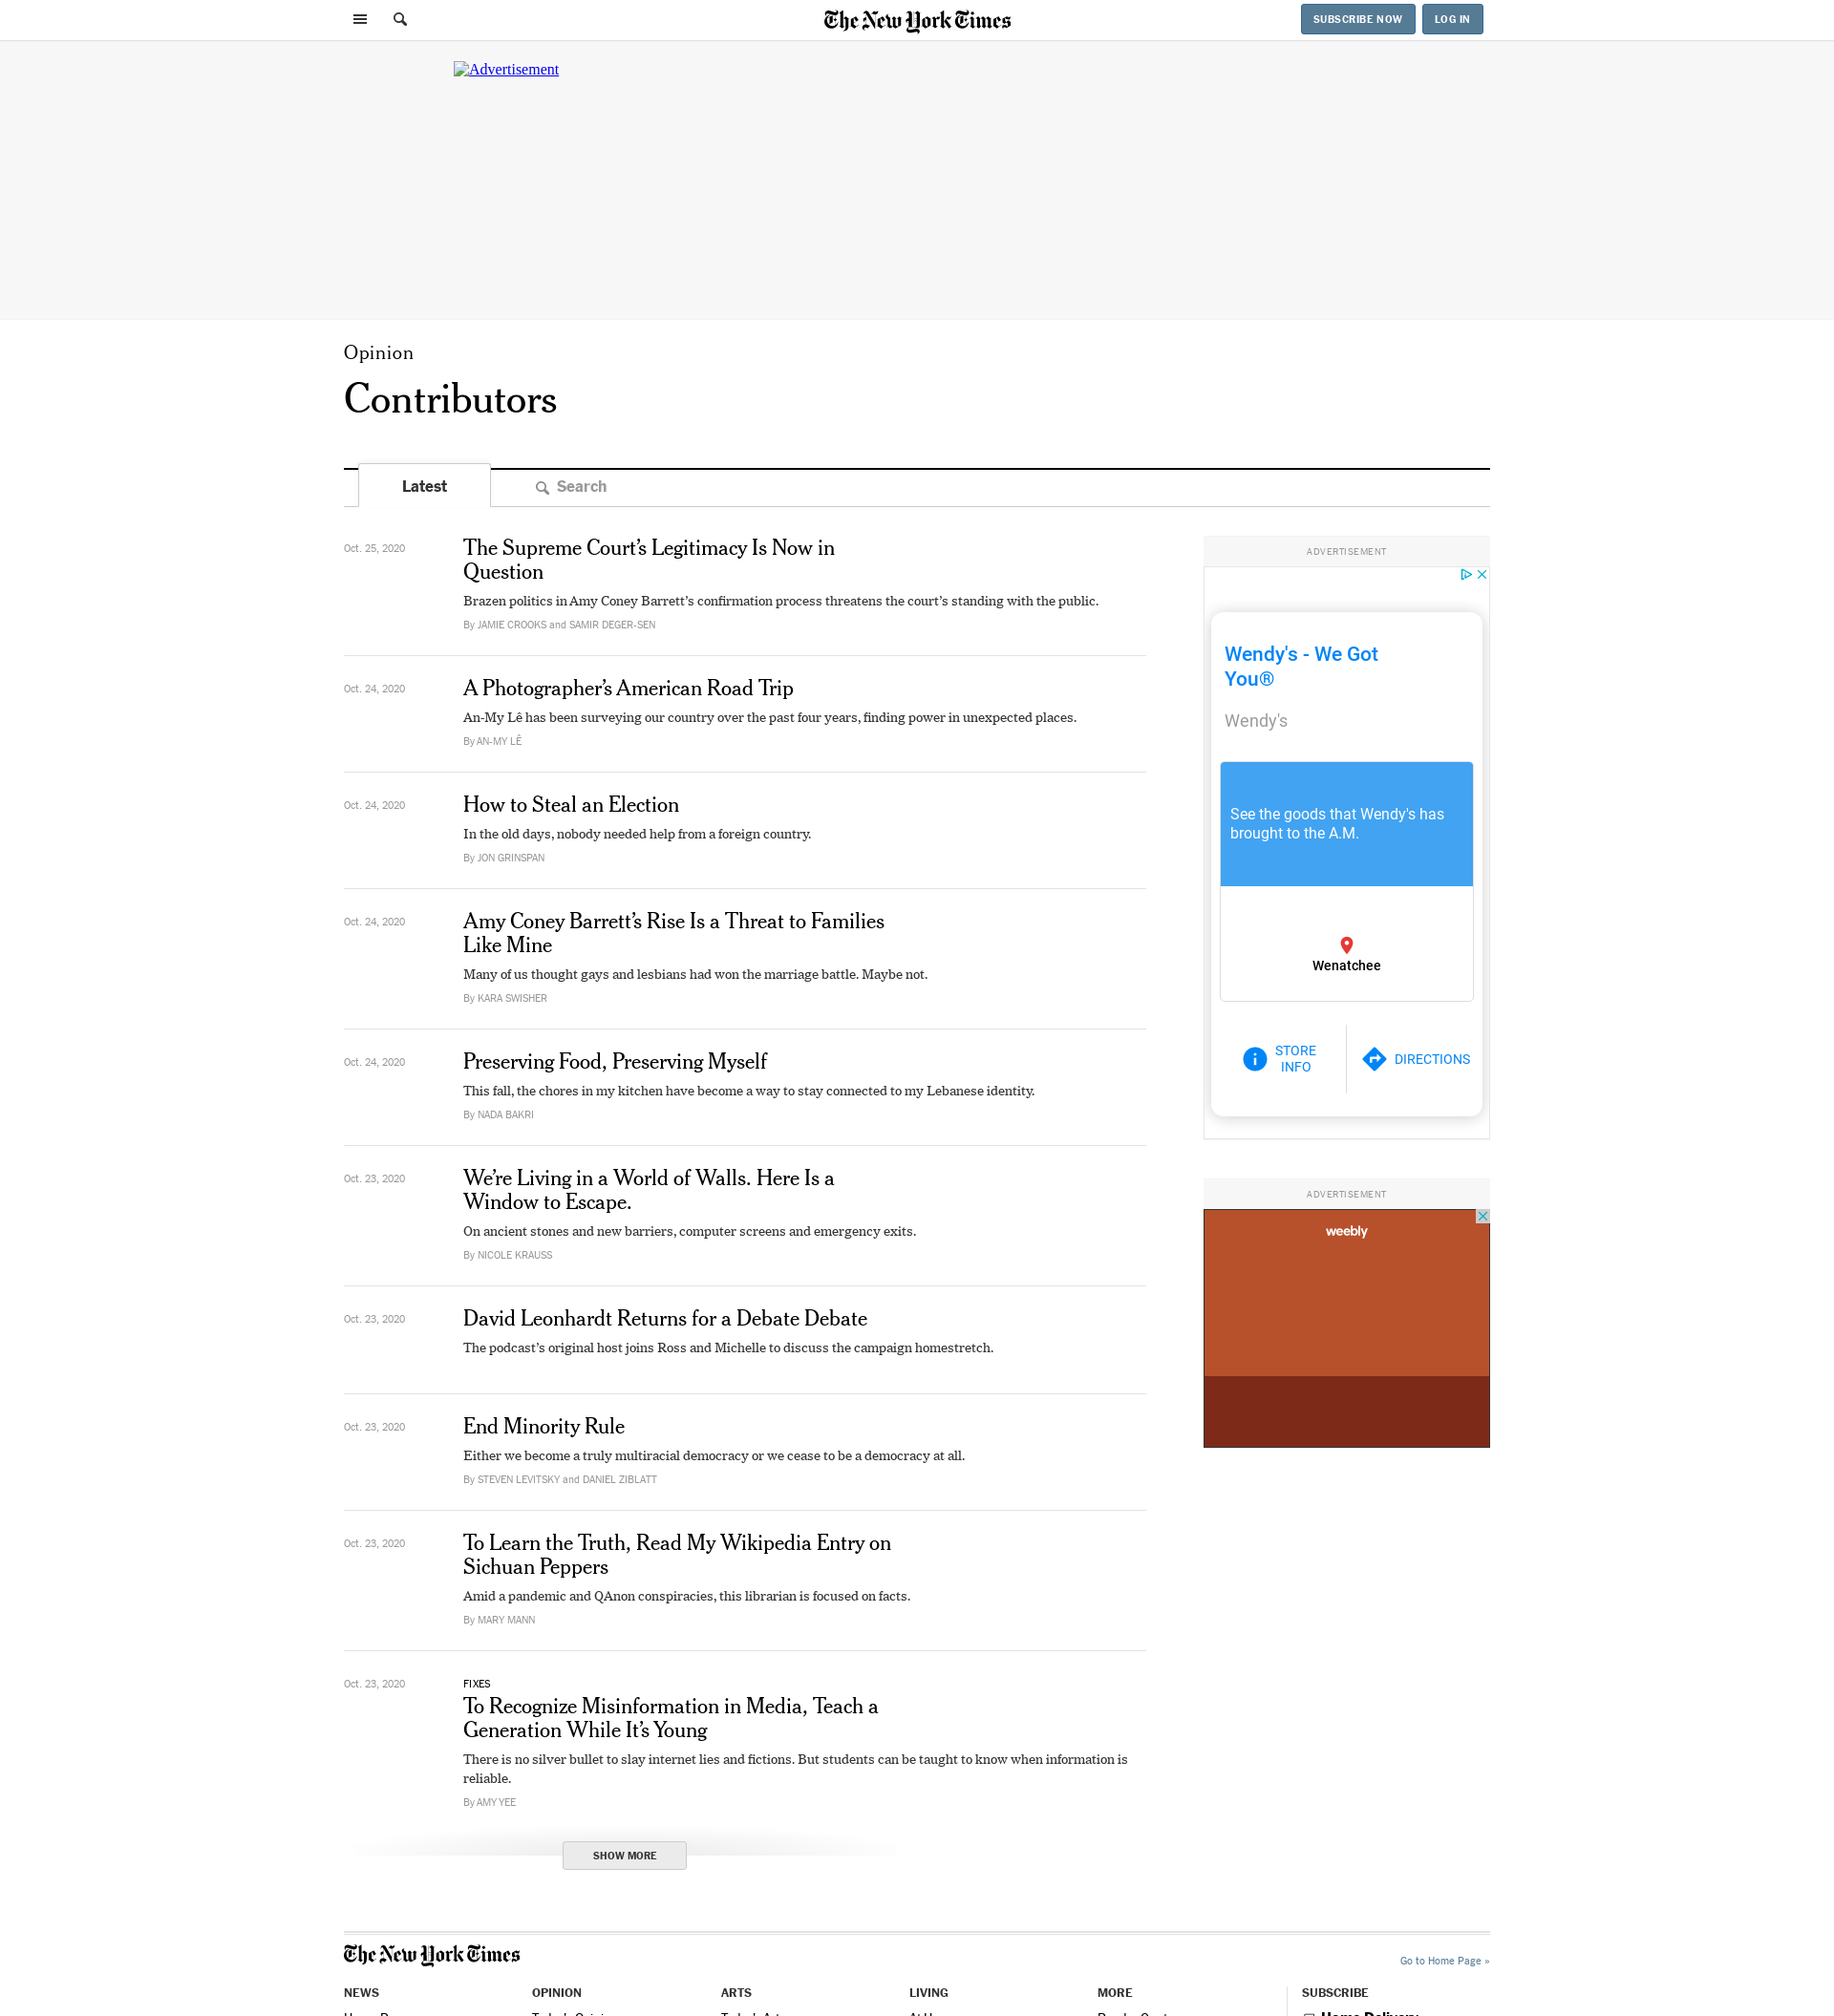 The New York Times
SUBSCRIBE NOW
LOG IN
Advertisement
Opinion
Contributors
Latest
Search
Oct. 25, 2020
The Supreme Court’s Legitimacy Is Now in
Question
Brazen politics in Amy Coney Barrett’s confirmation process threatens the court’s standing with the public.
By JAMIE CROOKS and SAMIR DEGER-SEN
Oct. 24, 2020
A Photographer’s American Road Trip
An-My Lê has been surveying our country over the past four years, finding power in unexpected places.
By AN-MY LÊ
Oct. 24, 2020
How to Steal an Election
In the old days, nobody needed help from a foreign country.
By JON GRINSPAN
Oct. 24, 2020
Amy Coney Barrett’s Rise Is a Threat to Families
Like Mine
Many of us thought gays and lesbians had won the marriage battle. Maybe not.
By KARA SWISHER
Oct. 24, 2020
Preserving Food, Preserving Myself
This fall, the chores in my kitchen have become a way to stay connected to my Lebanese identity.
By NADA BAKRI
Oct. 23, 2020
We’re Living in a World of Walls. Here Is a
Window to Escape.
On ancient stones and new barriers, computer screens and emergency exits.
By NICOLE KRAUSS
Oct. 23, 2020
David Leonhardt Returns for a Debate Debate
The podcast’s original host joins Ross and Michelle to discuss the campaign homestretch.
Oct. 23, 2020
End Minority Rule
Either we become a truly multiracial democracy or we cease to be a democracy at all.
By STEVEN LEVITSKY and DANIEL ZIBLATT
Oct. 23, 2020
To Learn the Truth, Read My Wikipedia Entry on
Sichuan Peppers
Amid a pandemic and QAnon conspiracies, this librarian is focused on facts.
By MARY MANN
Oct. 23, 2020
FIXES
To Recognize Misinformation in Media, Teach a
Generation While It’s Young
There is no silver bullet to slay internet lies and fictions. But students can be taught to know when information is
reliable.
By AMY YEE
SHOW MORE
ADVERTISEMENT
Wendy's - We Got
You®
Wendy's
See the goods that Wendy's has
brought to the A.M.
Wenatchee
STORE
INFO
DIRECTIONS
ADVERTISEMENT
weebly
The New York Times
Go to Home Page »
NEWS
OPINION
ARTS
LIVING
MORE
SUBSCRIBE
Home Delivery